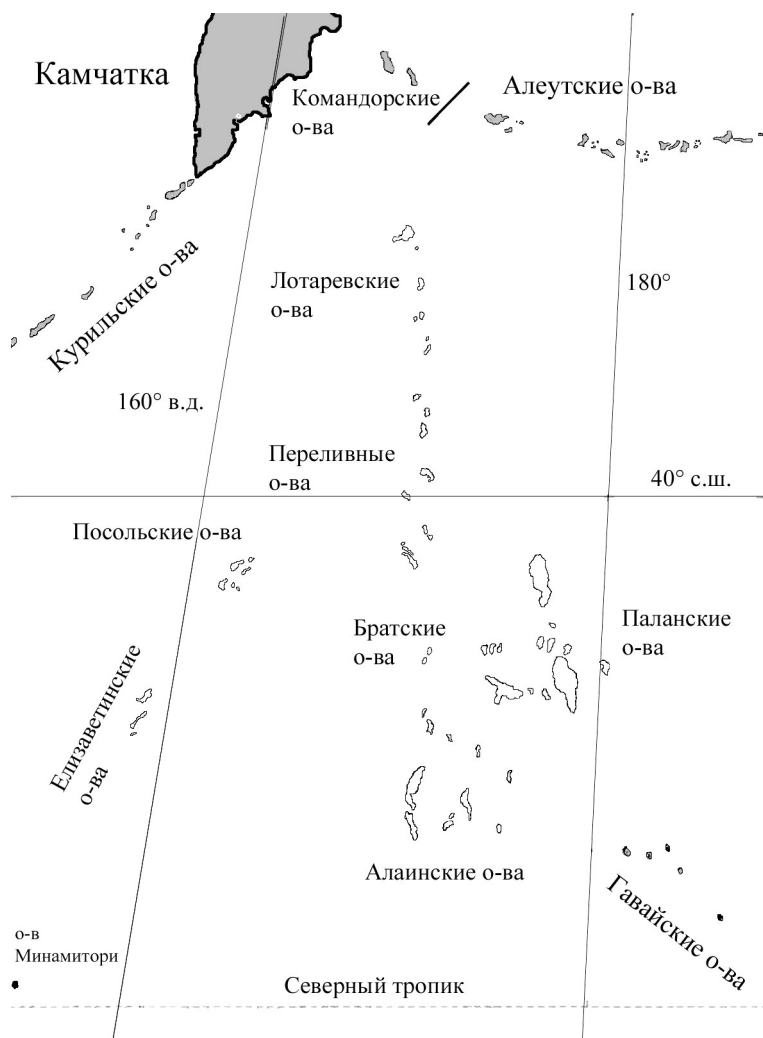 Камчатка
Командорские
о-ва
Алеутские о-ва
Курильские о-ва
Лотаревские
о-ва
180°
160° в.д.
Переливные
о-ва
40° с.ш.
Посольские о-ва
Братские
о-ва
Паланские
о-ва
Елизаветинские
о-ва
Алаинские о-ва
Гавайские о-ва
о-в
Минамитори
Северный тропик